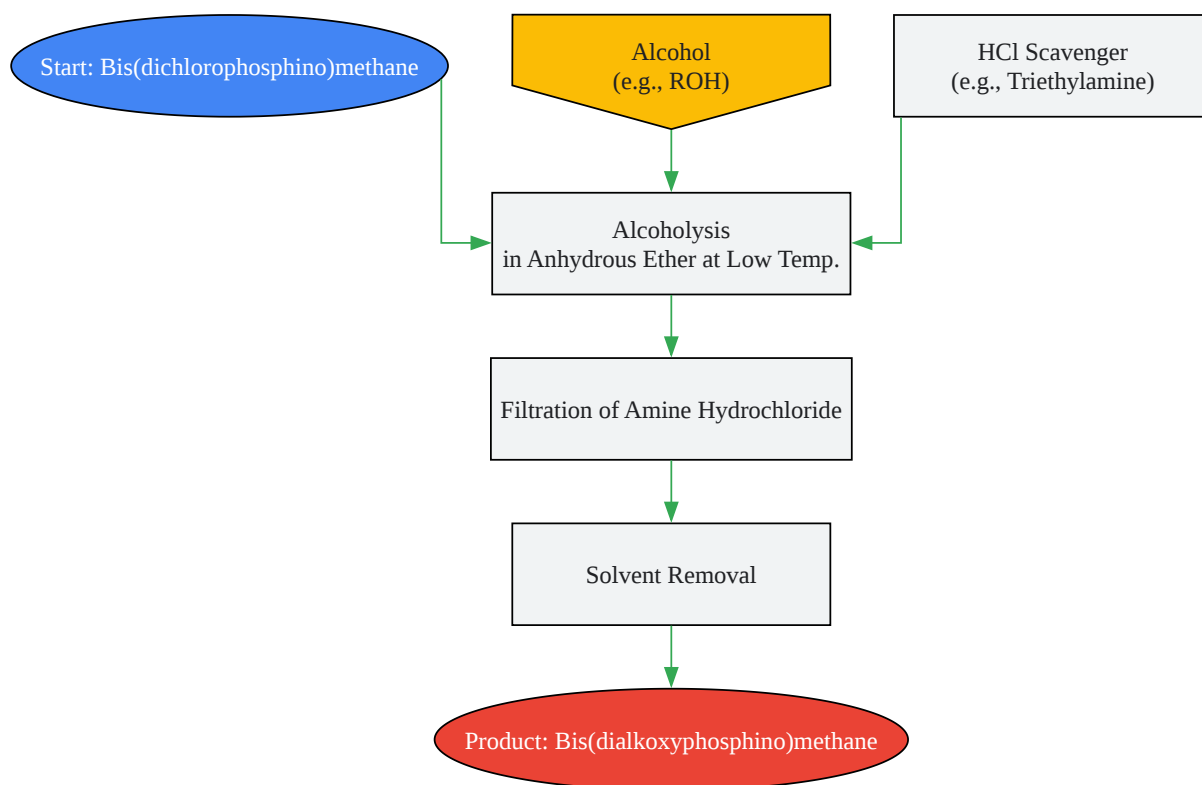 Start: Bis(dichlorophosphino)methane
Alcohol
(e.g., ROH)
HCl Scavenger
(e.g., Triethylamine)
Alcoholysis
in Anhydrous Ether at Low Temp.
Filtration of Amine Hydrochloride
Solvent Removal
Product: Bis(dialkoxyphosphino)methane